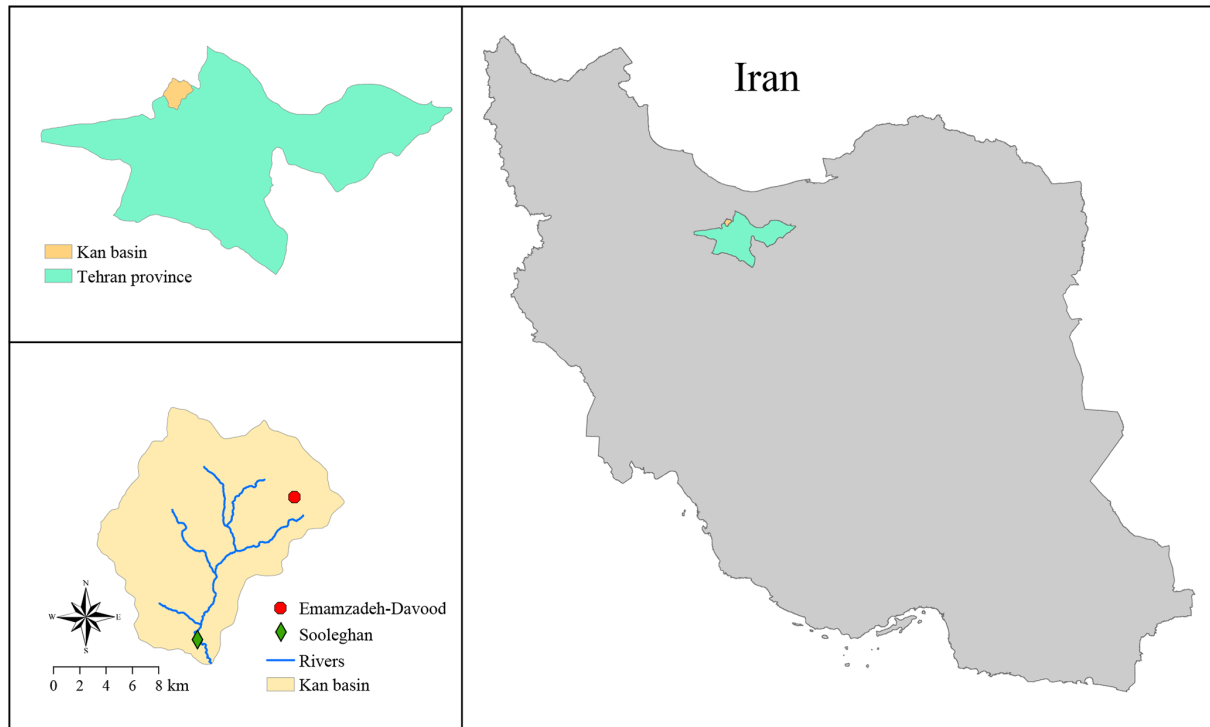 Kan basin
Tehran province
Iran
N
W E
S
0 2 4 6 8 km
Emamzadeh-Davood
Sooleghan
Rivers
Kan basin